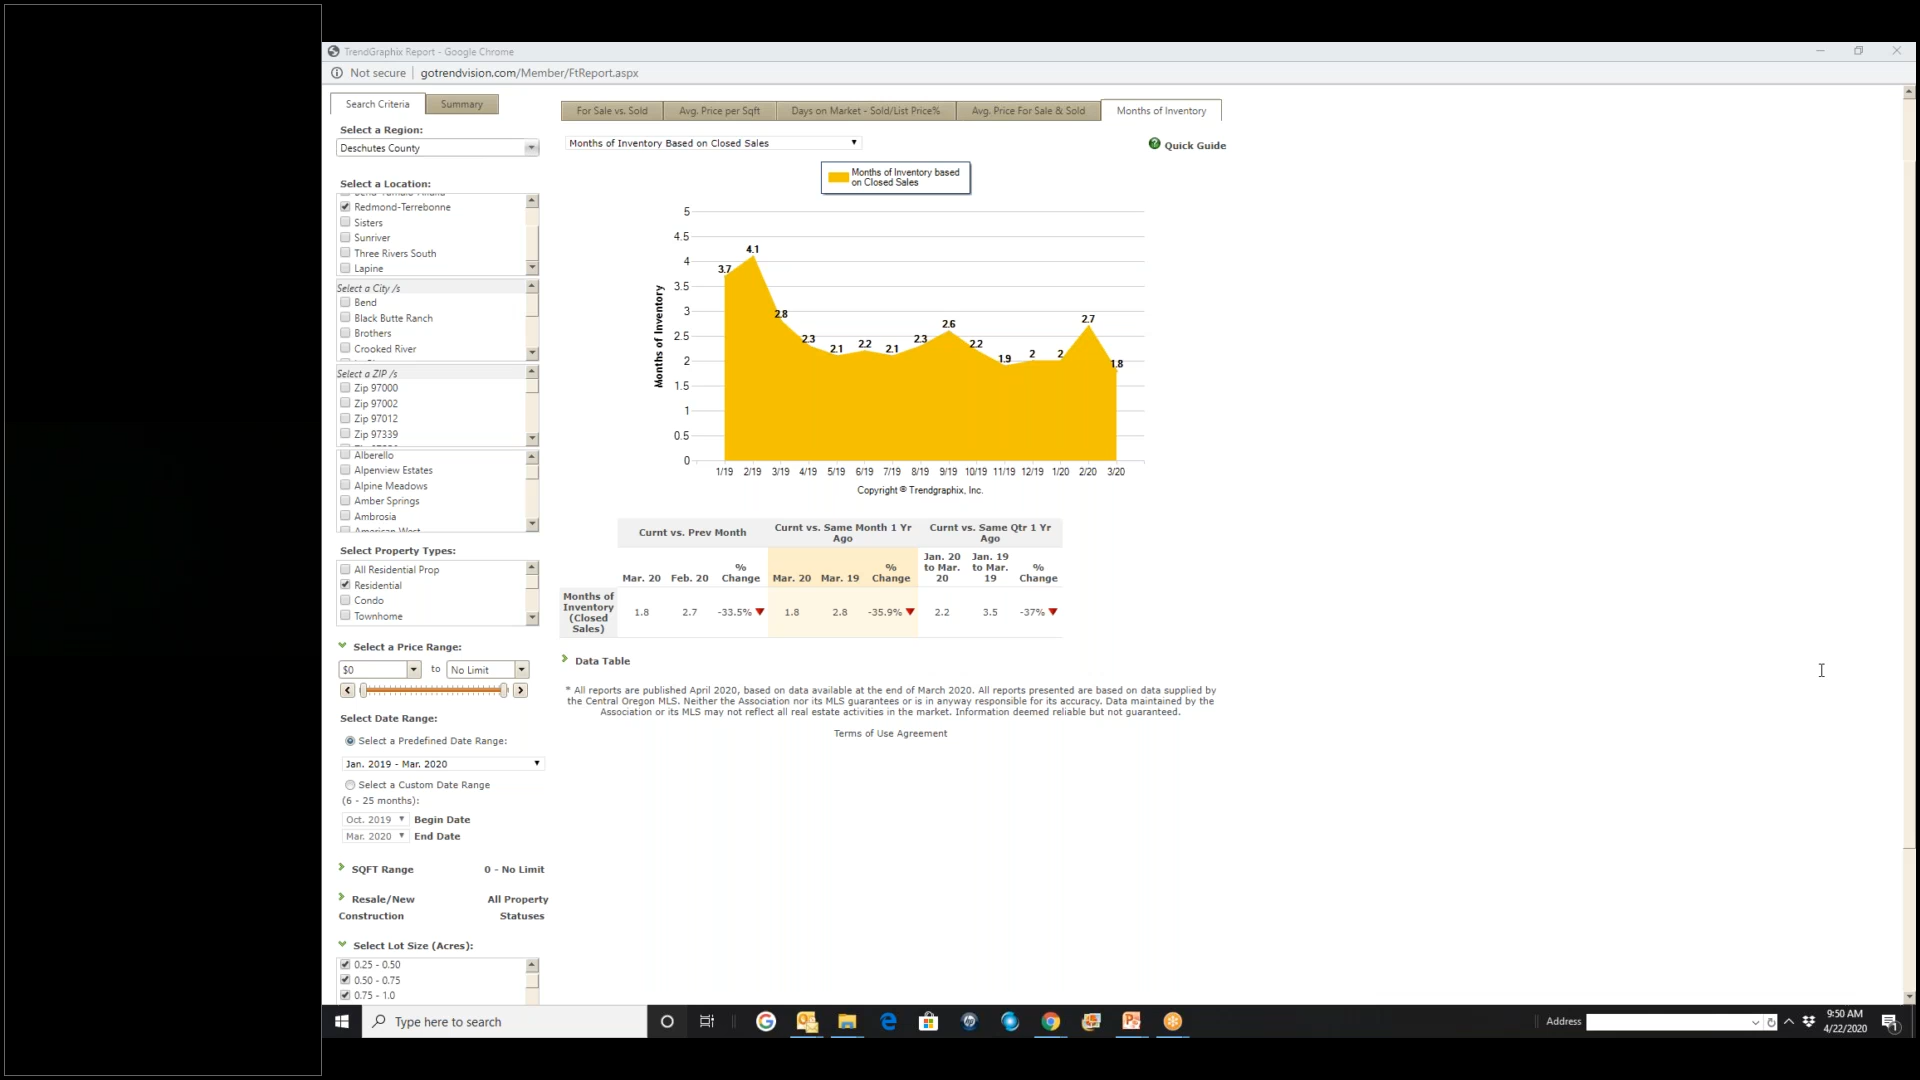 TrendGraphix Report - Google Chrome
Not secure | gotrendvision.com/Member/FtReport.aspx
Search Criteria
Summary
Select a Region:
Deschutes County
Select a Location:
Redmond-Terrebonne
Sisters
Sunriver
Three Rivers South
Lapine
Select a City /s
Bend
Black Butte Ranch
Brothers
Crooked River
Select a ZIP /s
Zip 97000
Zip 97002
Zip 97012
Zip 97339
Alberello
Alpenview Estates
Alpine Meadows
Amber Springs
Ambrosia
American West
Select Property Types:
All Residential Prop
Residential
Condo
Townhome
Select a Price Range:
$0 to No Limit
Select Date Range:
Select a Predefined Date Range:
Jan. 2019 - Mar. 2020
Select a Custom Date Range
(6 - 25 months):
Oct. 2019 Begin Date
Mar. 2020 End Date
SQFT Range 0 - No Limit
Resale/New All Property
Construction Statuses
Select Lot Size (Acres):
0.25 - 0.50
0.50 - 0.75
0.75 - 1.0
For Sale vs. Sold
Avg. Price per Sqft
Days on Market - Sold/List Price%
Avg. Price For Sale & Sold
Months of Inventory
Months of Inventory Based on Closed Sales
Quick Guide
Months of Inventory based
on Closed Sales
Months of Inventory
5
4.5
4
3.5
3
2.5
2
1.5
1
0.5
0
3.7
4.1
2.8
2.3
2.1
2.2
2.1
2.3
2.6
2.2
1.9
2
2
2.7
1.8
1/19 2/19 3/19 4/19 5/19 6/19 7/19 8/19 9/19 10/19 11/19 12/19 1/20 2/20 3/20
Copyright ® Trendgraphix, Inc.
Curnt vs. Prev Month
Curnt vs. Same Month 1 Yr
Ago
Curnt vs. Same Qtr 1 Yr
Ago
Mar. 20
Feb. 20
%
Change
Mar. 20
Mar. 19
%
Change
Jan. 20
to Mar.
20
Jan. 19
to Mar.
19
%
Change
Months of
Inventory
(Closed
Sales)
1.8 2.7 -33.5% 1.8 2.8 -35.9% 2.2 3.5 -37%
Data Table
* All reports are published April 2020, based on data available at the end of March 2020. All reports presented are based on data supplied by
the Central Oregon MLS. Neither the Association nor its MLS guarantees or is in anyway responsible for its accuracy. Data maintained by the
Association or its MLS may not reflect all real estate activities in the market. Information deemed reliable but not guaranteed.
Terms of Use Agreement
Type here to search
Address
9:50 AM
4/22/2020